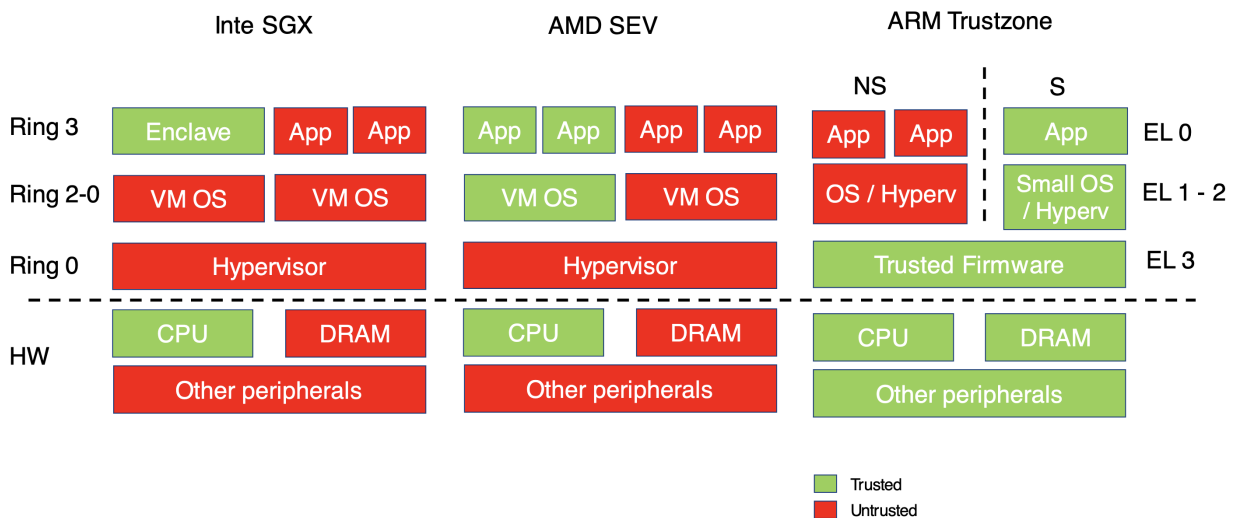 Inte SGX
AMD SEV
ARM Trustzone
NS
S
Ring 3
Enclave
App
App
App
App
App
App
App
App
App
EL 0
Ring 2-0
VM OS
VM OS
VM OS
VM OS
OS / Hyperv
Small OS
/ Hyperv
EL 1 - 2
Ring 0
Hypervisor
Hypervisor
Trusted Firmware
EL 3
HW
CPU
DRAM
CPU
DRAM
CPU
DRAM
Other peripherals
Other peripherals
Other peripherals
Trusted
Untrusted